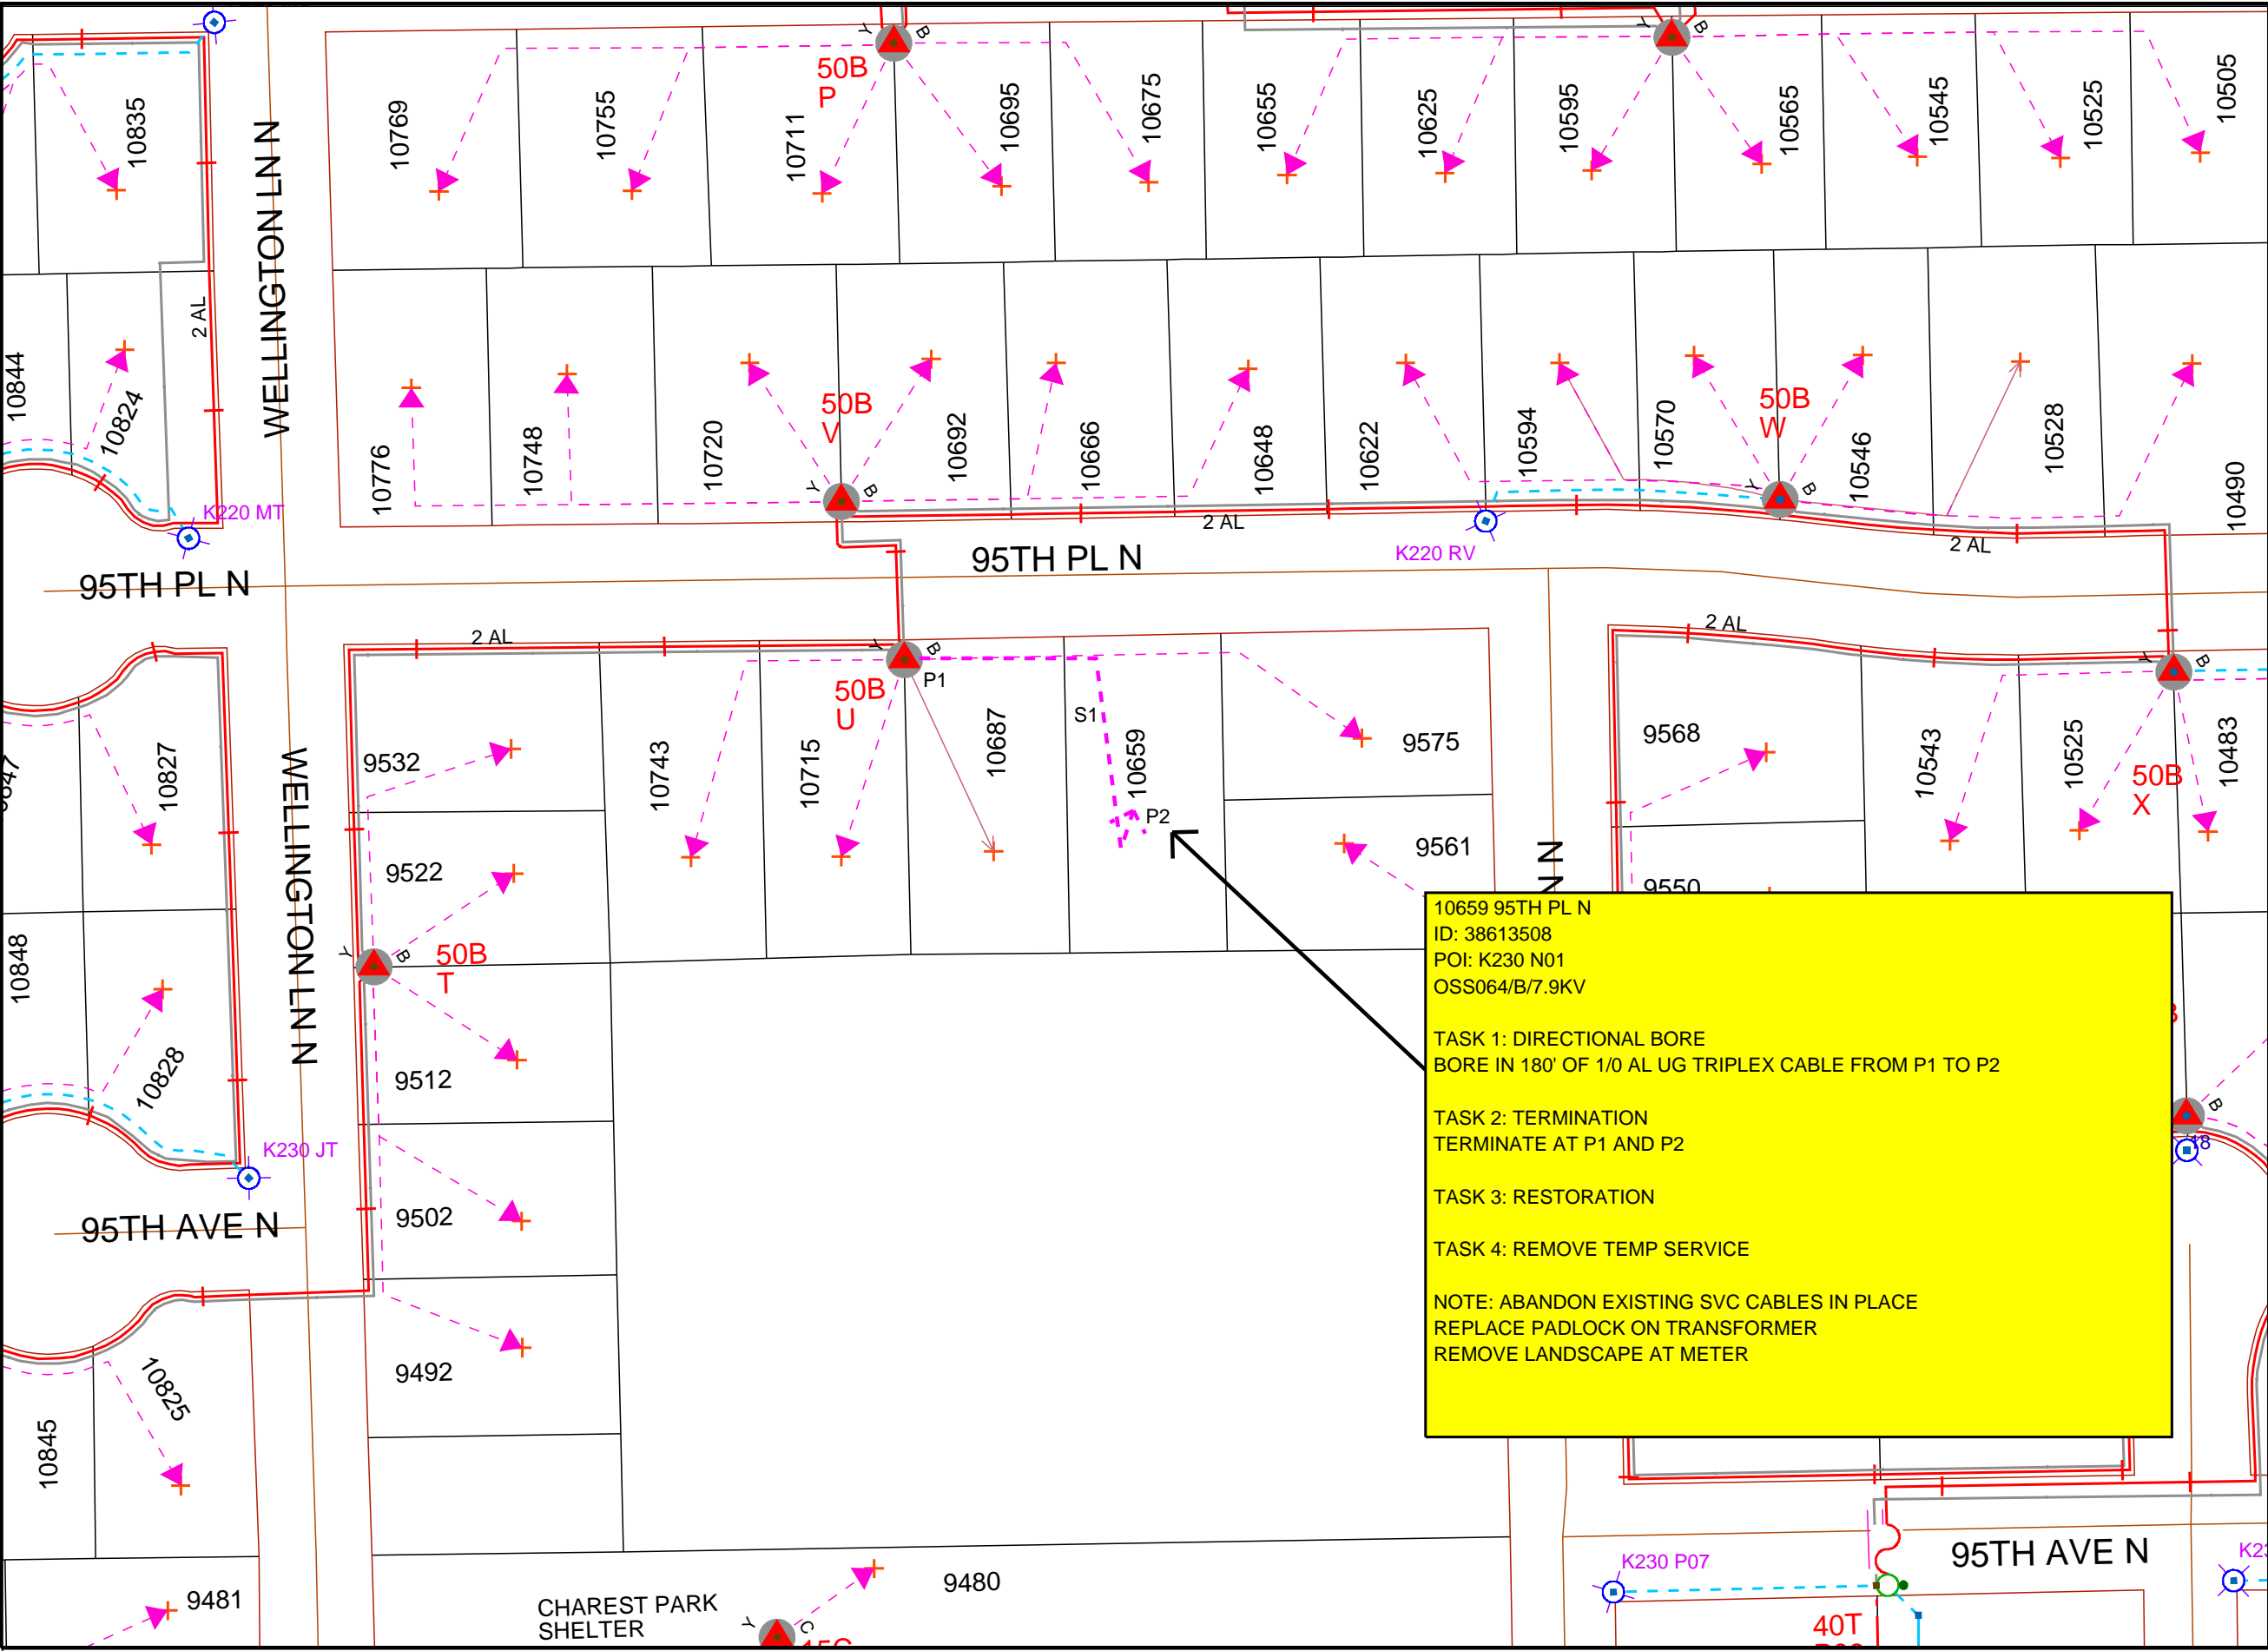 10835
10769
10755
10711
50B
P
Y
B
10695
10675
10655
10625
10595
Y
B
10565
10545
10525
10505
WELLINGTON LN N
2 AL
10844
10824
K220 MT
10776
10748
10720
50B
V
Y
B
10692
10666
10648
10622
10594
10570
50B
W
Y
B
10546
10528
10490
2 AL
K220 RV
2 AL
95TH PL N
95TH PL N
2 AL
Y
B
P1
50B
U
2 AL
Y
B
10827
WELLINGTON LN N
9532
10743
10715
10687
S1
10659
P2
9575
9568
10543
10525
50B
X
10483
9522
9561
N
9550
10848
10828
Y
B
50B
T
9512
K230 JT
95TH AVE N
9502
9492
10659 95TH PL N
ID: 38613508
POI: K230 N01
OSS064/B/7.9KV
TASK 1: DIRECTIONAL BORE
BORE IN 180' OF 1/0 AL UG TRIPLEX CABLE FROM P1 TO P2
TASK 2: TERMINATION
TERMINATE AT P1 AND P2
TASK 3: RESTORATION
TASK 4: REMOVE TEMP SERVICE
NOTE: ABANDON EXISTING SVC CABLES IN PLACE
REPLACE PADLOCK ON TRANSFORMER
REMOVE LANDSCAPE AT METER
B
10825
10845
9481
CHAREST PARK
SHELTER
9480
Y
C
K230 P07
95TH AVE N
40T